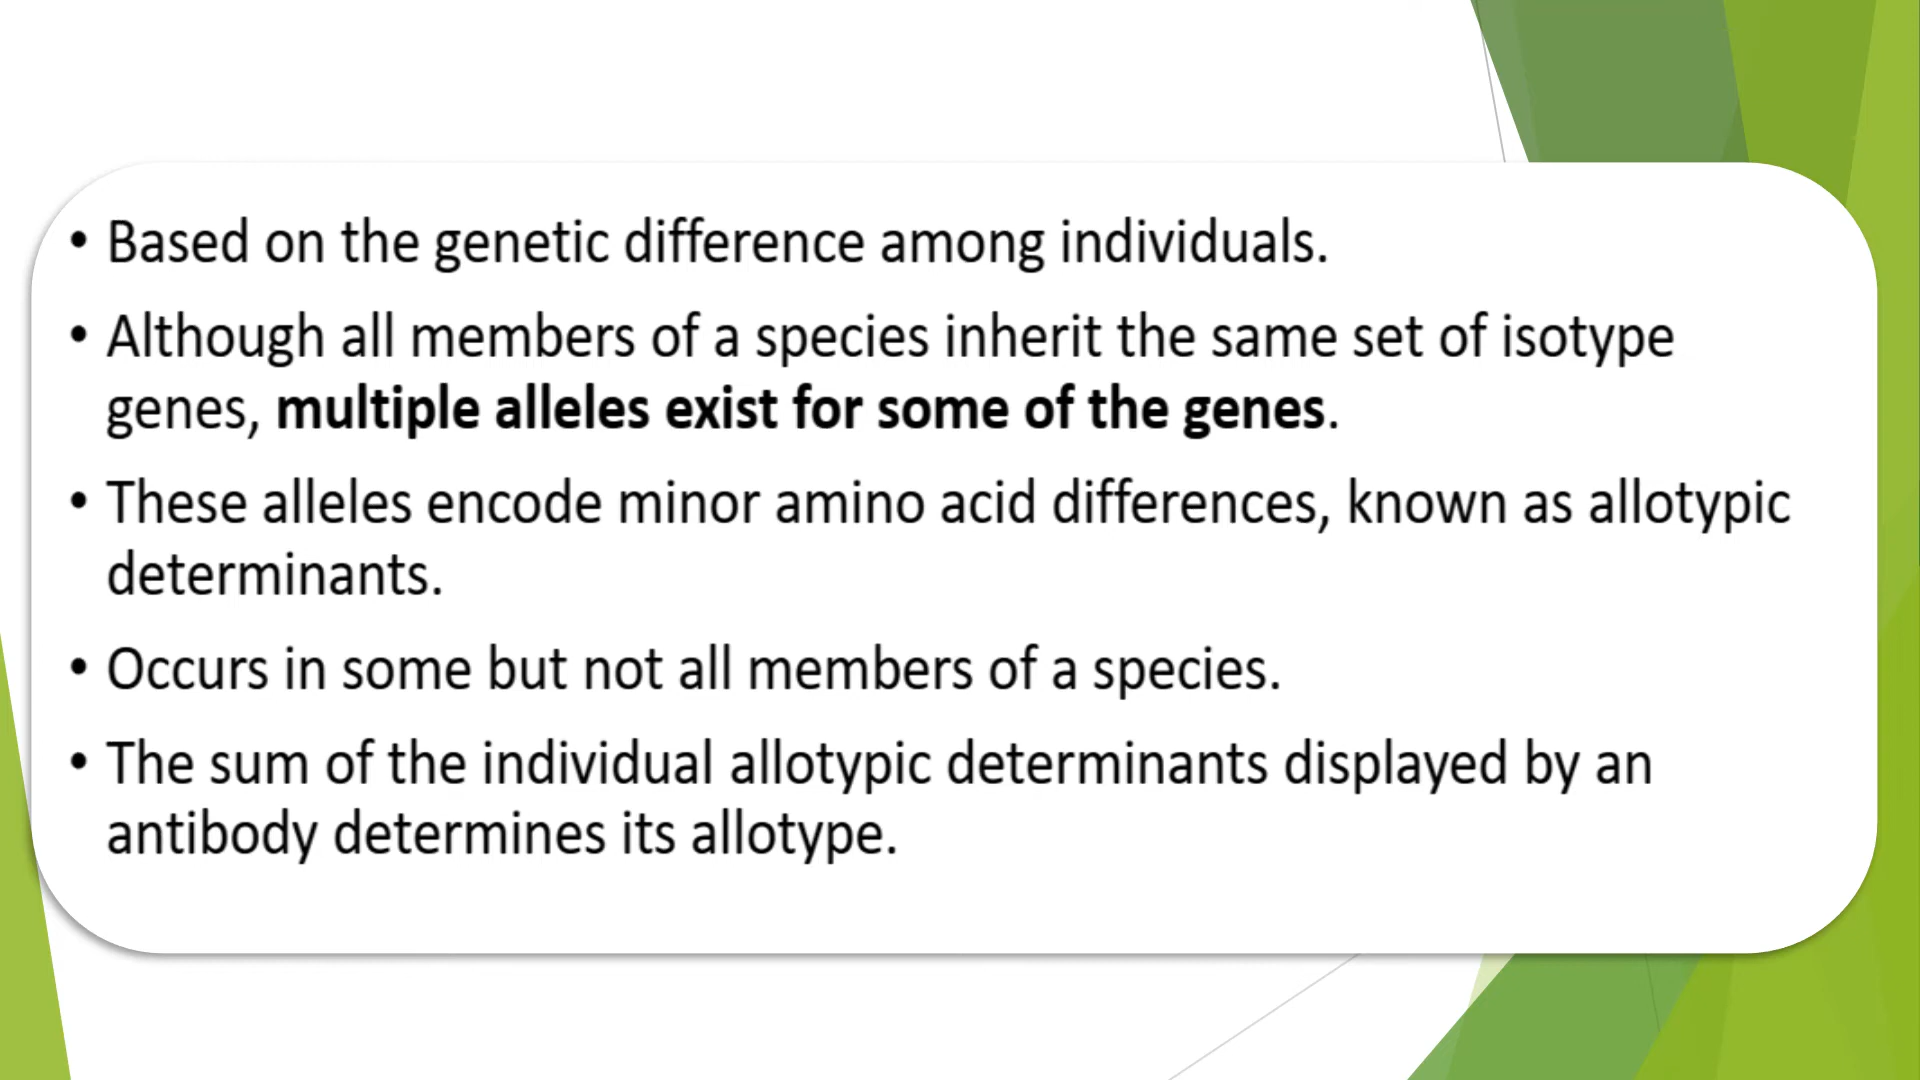 • Based on the genetic difference among individuals.
• Although all members of a species inherit the same set of isotype
genes, multiple alleles exist for some of the genes.
• These alleles encode minor amino acid differences, known as allotypic
determinants.
• Occurs in some but not all members of a species.
• The sum of the individual allotypic determinants displayed by an
antibody determines its allotype.